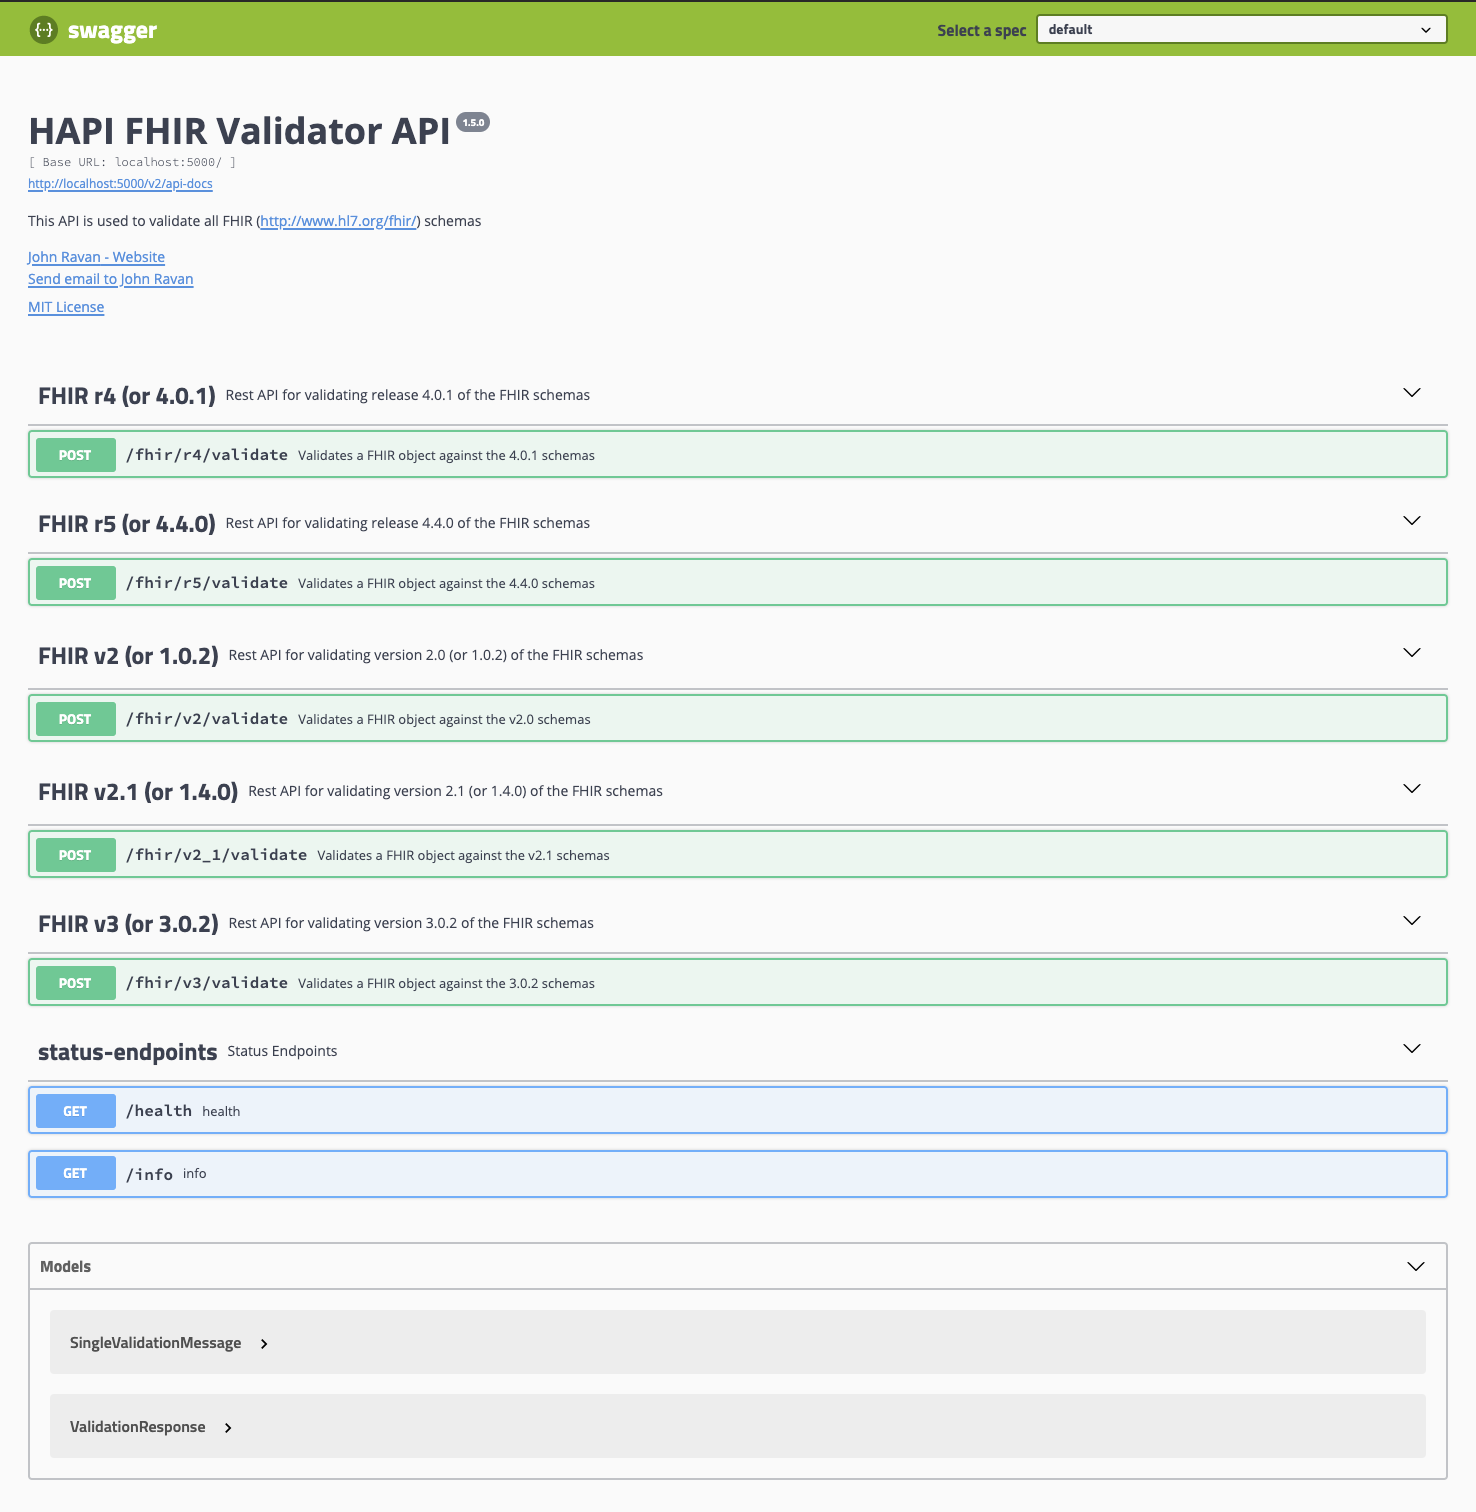 {···} swagger
Select a spec default
HAPI FHIR Validator API 1.5.0
[ Base URL: localhost:5000/ ]
http://localhost:5000/v2/api-docs
This API is used to validate all FHIR (http://www.hl7.org/fhir/) schemas
John Ravan - Website
Send email to John Ravan
MIT License
FHIR r4 (or 4.0.1) Rest API for validating release 4.0.1 of the FHIR schemas
POST /fhir/r4/validate Validates a FHIR object against the 4.0.1 schemas
FHIR r5 (or 4.4.0) Rest API for validating release 4.4.0 of the FHIR schemas
POST /fhir/r5/validate Validates a FHIR object against the 4.4.0 schemas
FHIR v2 (or 1.0.2) Rest API for validating version 2.0 (or 1.0.2) of the FHIR schemas
POST /fhir/v2/validate Validates a FHIR object against the v2.0 schemas
FHIR v2.1 (or 1.4.0) Rest API for validating version 2.1 (or 1.4.0) of the FHIR schemas
POST /fhir/v2_1/validate Validates a FHIR object against the v2.1 schemas
FHIR v3 (or 3.0.2) Rest API for validating version 3.0.2 of the FHIR schemas
POST /fhir/v3/validate Validates a FHIR object against the 3.0.2 schemas
status-endpoints Status Endpoints
GET /health health
GET /info info
Models
SingleValidationMessage
ValidationResponse